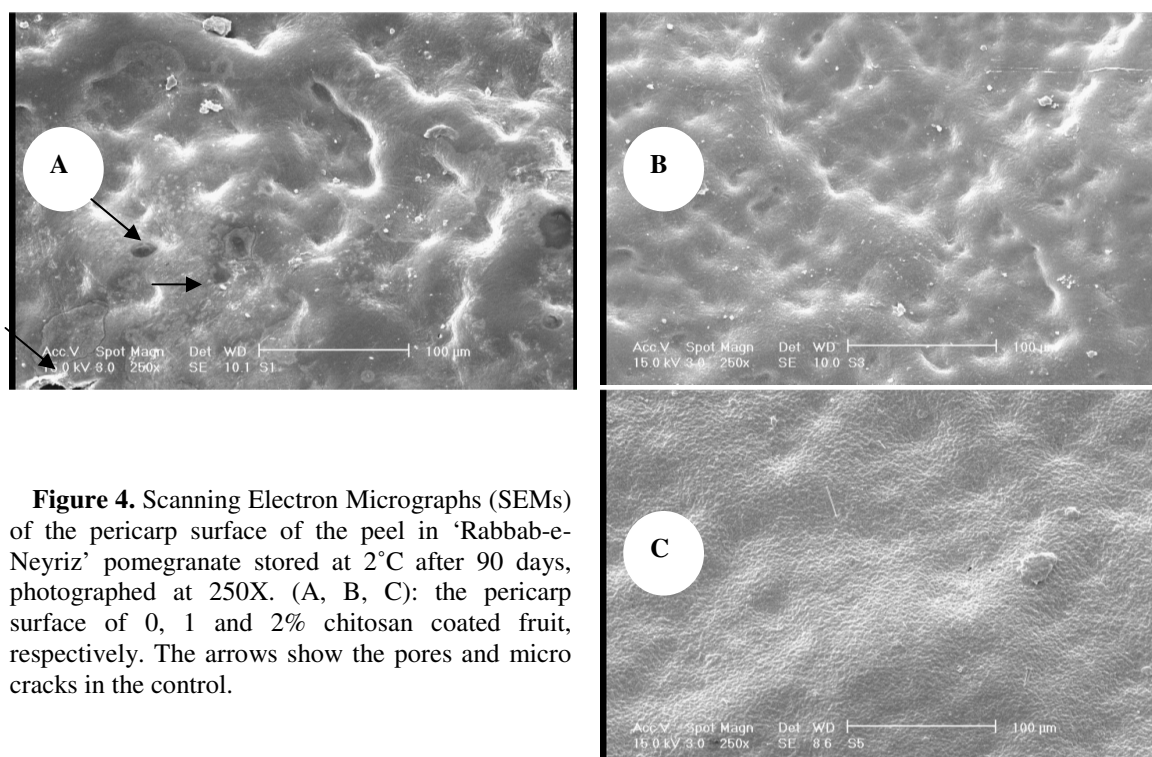 A
Acc.V Spot Magn Det WD 100 µm
15.0 kV 3.0 250x SE 10.1 S1
B
Acc.V Spot Magn Det WD 100 µm
15.0 kV 3.0 250x SE 10.0 S3
Figure 4. Scanning Electron Micrographs (SEMs)
of the pericarp surface of the peel in ‘Rabbab-e-
Neyriz’ pomegranate stored at 2˚C after 90 days,
photographed at 250X. (A, B, C): the pericarp
surface of 0, 1 and 2% chitosan coated fruit,
respectively. The arrows show the pores and micro
cracks in the control.
C
Acc.V Spot Magn Det WD 100 µm
15.0 kV 3.0 250x SE 8.6 S5